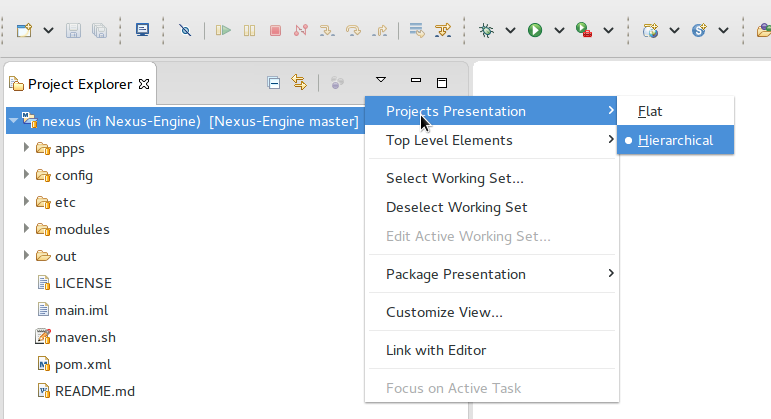 Project Explorer
nexus (in Nexus-Engine) [Nexus-Engine master]
apps
config
etc
modules
out
LICENSE
main.iml
maven.sh
pom.xml
README.md
Projects Presentation
Top Level Elements
Select Working Set...
Deselect Working Set
Edit Active Working Set...
Package Presentation
Customize View...
Link with Editor
Focus on Active Task
Flat
Hierarchical